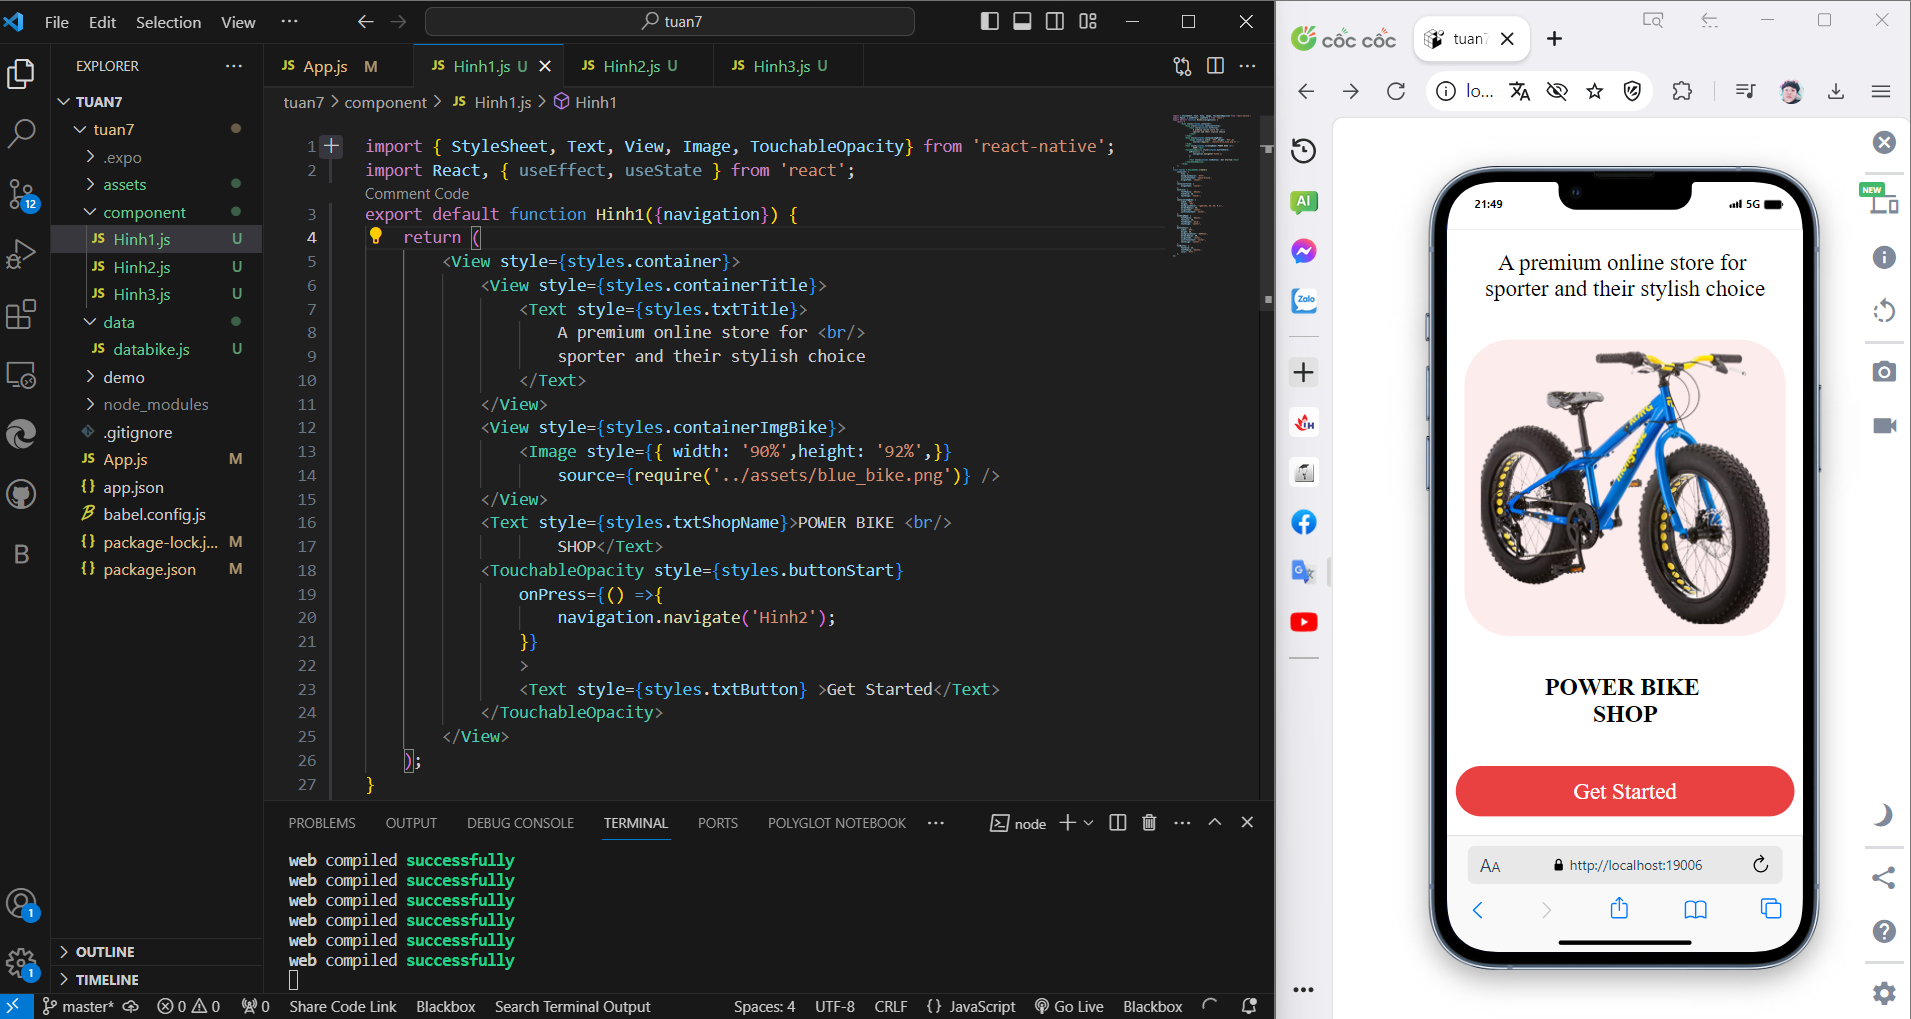 File Edit Selection View ···
tuan7
EXPLORER ···
TUAN7
tuan7
.expo
assets
component
JS Hinh1.js U
JS Hinh2.js U
JS Hinh3.js U
data
JS databike.js U
demo
node_modules
.gitignore
JS App.js M
{} app.json
babel.config.js
{} package-lock.j... M
{} package.json M
OUTLINE
TIMELINE
JS App.js M
JS Hinh1.js U
JS Hinh2.js U
JS Hinh3.js U
tuan7 > component > JS Hinh1.js > Hinh1
1 import { StyleSheet, Text, View, Image, TouchableOpacity} from 'react-native';
2 import React, { useEffect, useState } from 'react';
Comment Code
3 export default function Hinh1({navigation}) {
4 return (
5 <View style={styles.container}>
6 <View style={styles.containerTitle}>
7 <Text style={styles.txtTitle}>
8 A premium online store for <br/>
9 sporter and their stylish choice
10 </Text>
11 </View>
12 <View style={styles.containerImgBike}>
13 <Image style={{ width: '90%',height: '92%',}}
14 source={require('../assets/blue_bike.png')} />
15 </View>
16 <Text style={styles.txtShopName}>POWER BIKE <br/>
17 SHOP</Text>
18 <TouchableOpacity style={styles.buttonStart}
19 onPress={() =>{
20 navigation.navigate('Hinh2');
21 }}
22 >
23 <Text style={styles.txtButton} >Get Started</Text>
24 </TouchableOpacity>
25 </View>
26 );
27 }
PROBLEMS OUTPUT DEBUG CONSOLE TERMINAL PORTS POLYGLOT NOTEBOOK ··· node
web compiled successfully
web compiled successfully
web compiled successfully
web compiled successfully
web compiled successfully
web compiled successfully
12
B
1
1
master* 0 0 0 Share Code Link Blackbox Search Terminal Output Spaces: 4 UTF-8 CRLF {} JavaScript Go Live Blackbox
cốc cốc
tuan7
lo...
AI
Zalo
IUH
NEW
21:49
5G
A premium online store for
sporter and their stylish choice
mongoose
POWER BIKE
SHOP
Get Started
AA http://localhost:19006